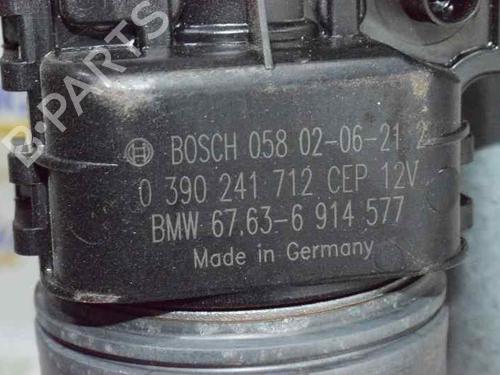 B-PARTS
BOSCH 058 02-06-21 2
0 390 241 712 CEP 12V
BMW 67.63-6 914 577
Made in Germany